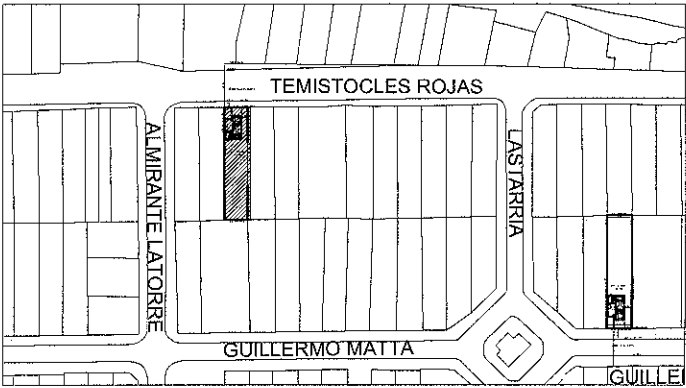 TEMISTOCLES ROJAS
ALMIRANTE LATORRE
LASTARRIA
GUILLERMO MATTA
GUILLE